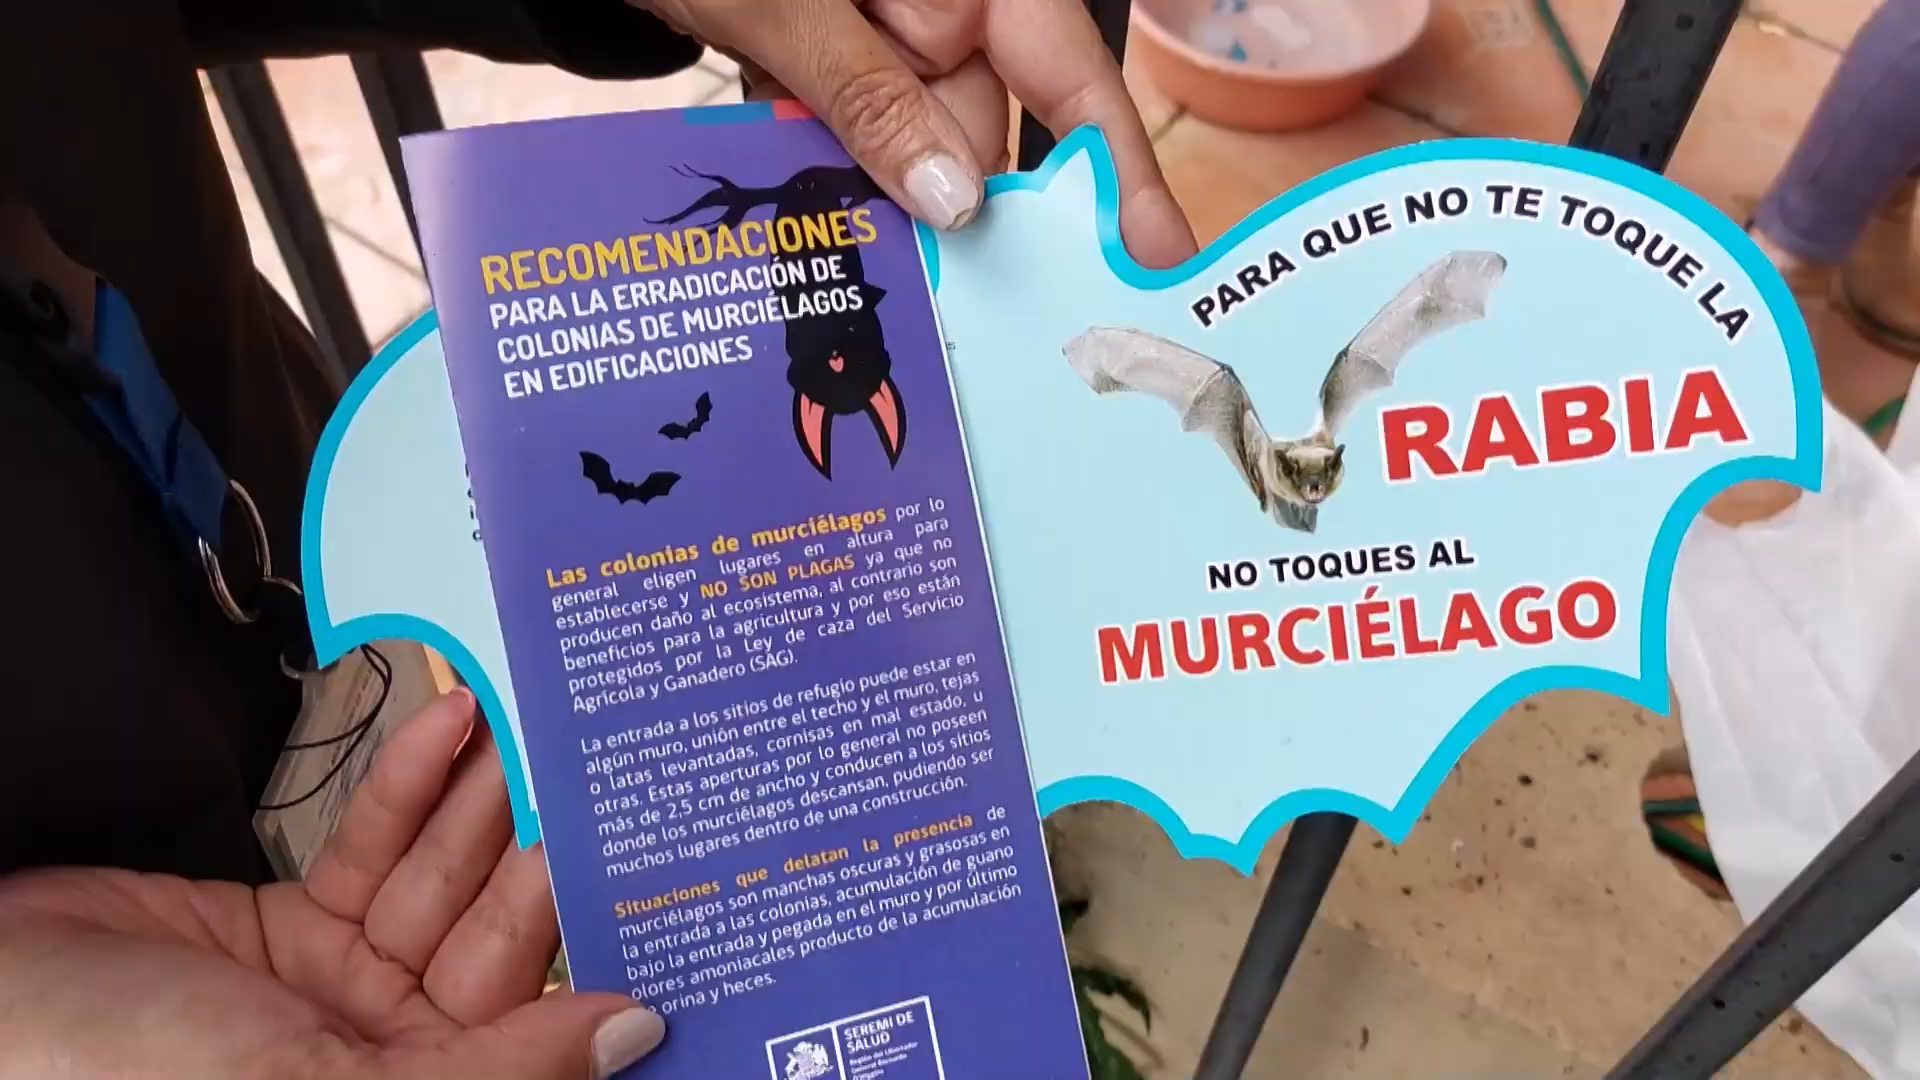 RECOMENDACIONES
PARA LA ERRADICACIÓN DE
COLONIAS DE MURCIÉLAGOS
EN EDIFICACIONES
Las colonias de murciélagos por lo
general eligen lugares en altura para
establecerse y NO SON PLAGAS ya que no
producen daño al ecosistema, al contrario son
beneficios para la agricultura y por eso están
protegidos por la Ley de caza del Servicio
Agrícola y Ganadero (SAG).
La entrada a los sitios de refugio puede estar en
algún muro, unión entre el techo y el muro, tejas
o latas levantadas, cornisas en mal estado, u
otras. Estas aperturas por lo general no poseen
más de 2,5 cm de ancho y conducen a los sitios
donde los murciélagos descansan, pudiendo ser
muchos lugares dentro de una construcción.
Situaciones que delatan la presencia de
murciélagos son manchas oscuras y grasosas en
la entrada a las colonias, acumulación de guano
bajo la entrada y pegada en el muro y por último
olores amoniacales producto de la acumulación
orina y heces.
SEREMI DE
SALUD
Región del Libertador
General Bernardo
O'Higgins
PARA QUE NO TE TOQUE LA
RABIA
NO TOQUES AL
MURCIÉLAGO